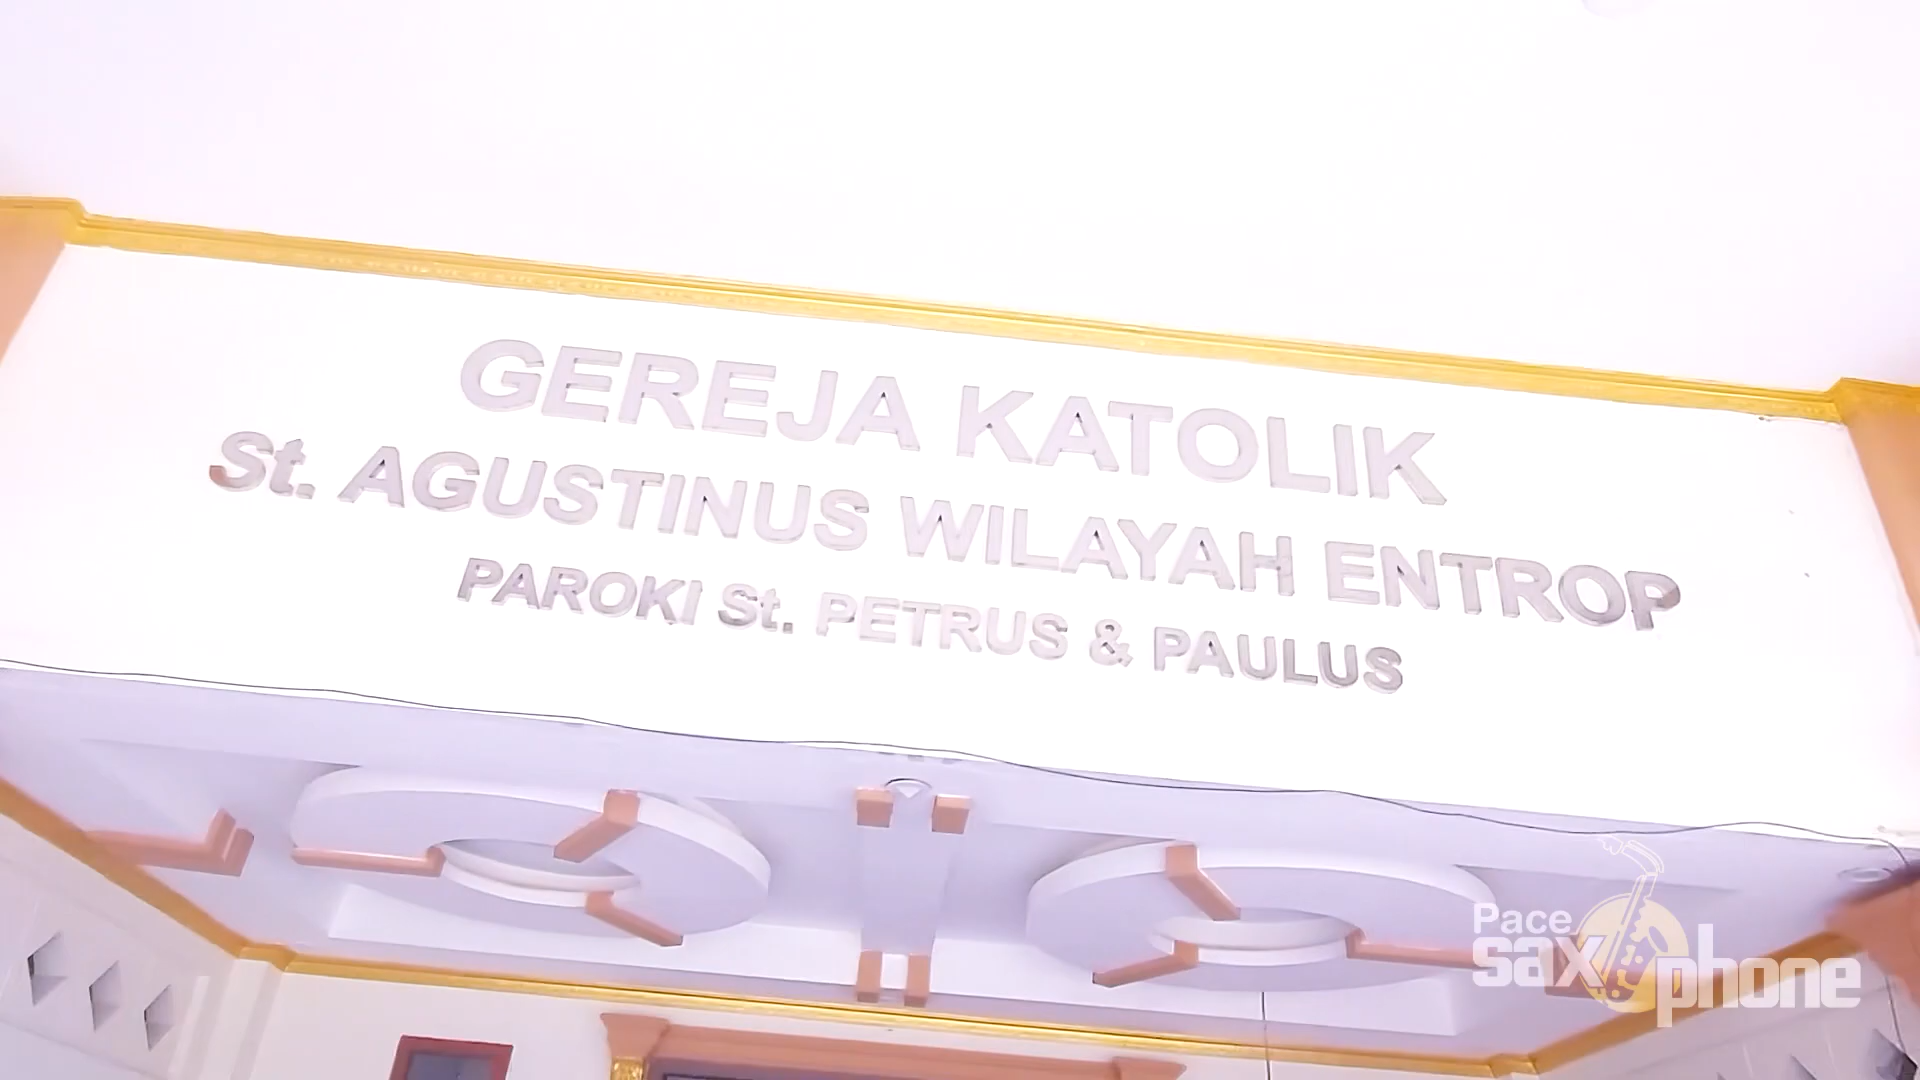 GEREJA KATOLIK
St. AGUSTINUS WILAYAH ENTROP
PAROKI St. PETRUS & PAULUS
Pace
saxophone